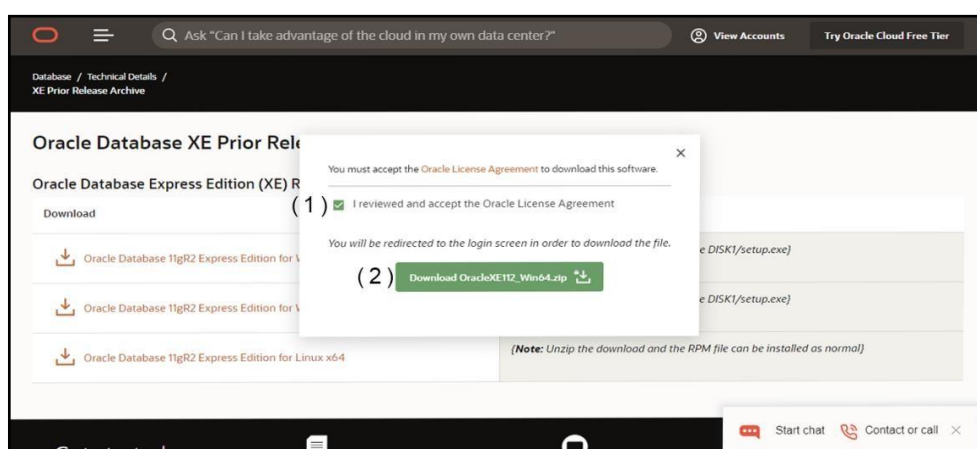 Ask "Can I take advantage of the cloud in my own data center?"
View Accounts
Try Oracle Cloud Free Tier
Database / Technical Details /
XE Prior Release Archive
Oracle Database XE Prior
Oracle Database Express Edition (XE)
Download
You must accept the Oracle License Agreement to download this software.
(1) I reviewed and accept the Oracle License Agreement
You will be redirected to the login screen in order to download the file.
(2) Download OracleXE112_Win64.zip
Oracle Database 11gR2 Express Edition for
DISK1/setup.exe}
Oracle Database 11gR2 Express Edition for
DISK1/setup.exe}
Oracle Database 11gR2 Express Edition for Linux x64
{Note: Unzip the download and the RPM file can be installed as normal}
Start chat
Contact or call